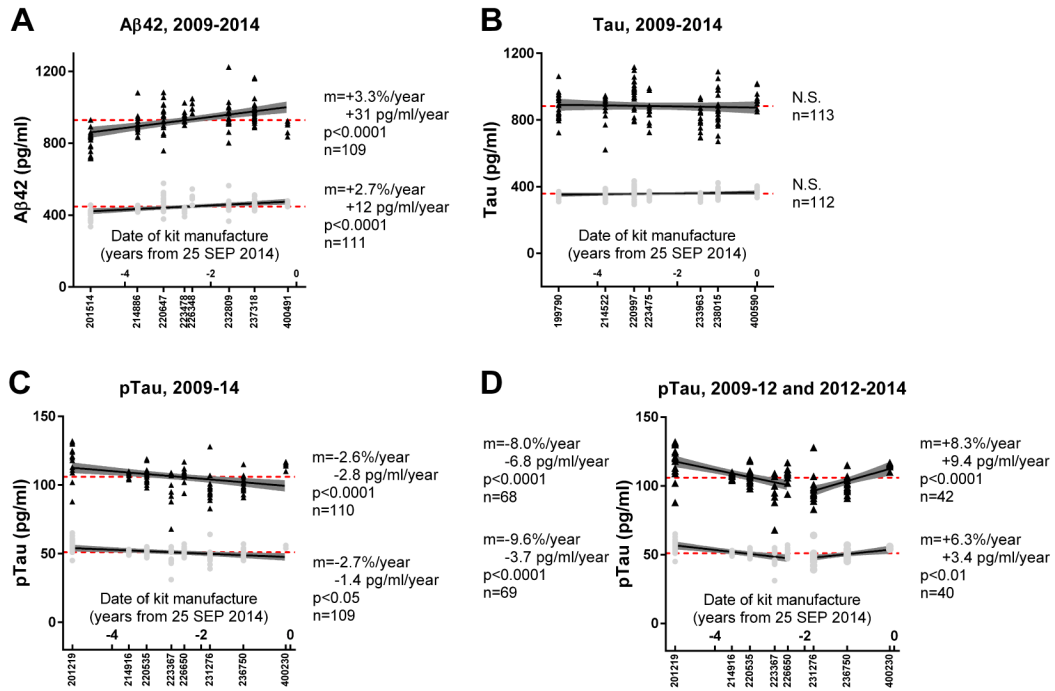 A
Aβ42, 2009-2014
1200
800
400
0
Aβ42 (pg/ml)
m=+3.3%/year
+31 pg/ml/year
p<0.0001
n=109
m=+2.7%/year
+12 pg/ml/year
p<0.0001
n=111
Date of kit manufacture
(years from 25 SEP 2014)
-4
-2
0
201514
214886
220647
223478
226348
232809
237318
400491
B
Tau, 2009-2014
1200
800
400
0
Tau (pg/ml)
N.S.
n=113
N.S.
n=112
Date of kit manufacture
(years from 25 SEP 2014)
-4
-2
0
199790
214522
220997
223475
233963
238015
400590
C
pTau, 2009-14
150
100
50
0
pTau (pg/ml)
m=-2.6%/year
-2.8 pg/ml/year
p<0.0001
n=110
m=-2.7%/year
-1.4 pg/ml/year
p<0.05
n=109
Date of kit manufacture
(years from 25 SEP 2014)
-4
-2
0
201219
214916
220535
223367
226650
231276
236750
400230
D
pTau, 2009-12 and 2012-2014
m=-8.0%/year
-6.8 pg/ml/year
p<0.0001
n=68
m=-9.6%/year
-3.7 pg/ml/year
p<0.0001
n=69
150
100
50
0
pTau (pg/ml)
m=+8.3%/year
+9.4 pg/ml/year
p<0.0001
n=42
m=+6.3%/year
+3.4 pg/ml/year
p<0.01
n=40
Date of kit manufacture
(years from 25 SEP 2014)
-4
-2
0
201219
214916
220535
223367
226650
231276
236750
400230